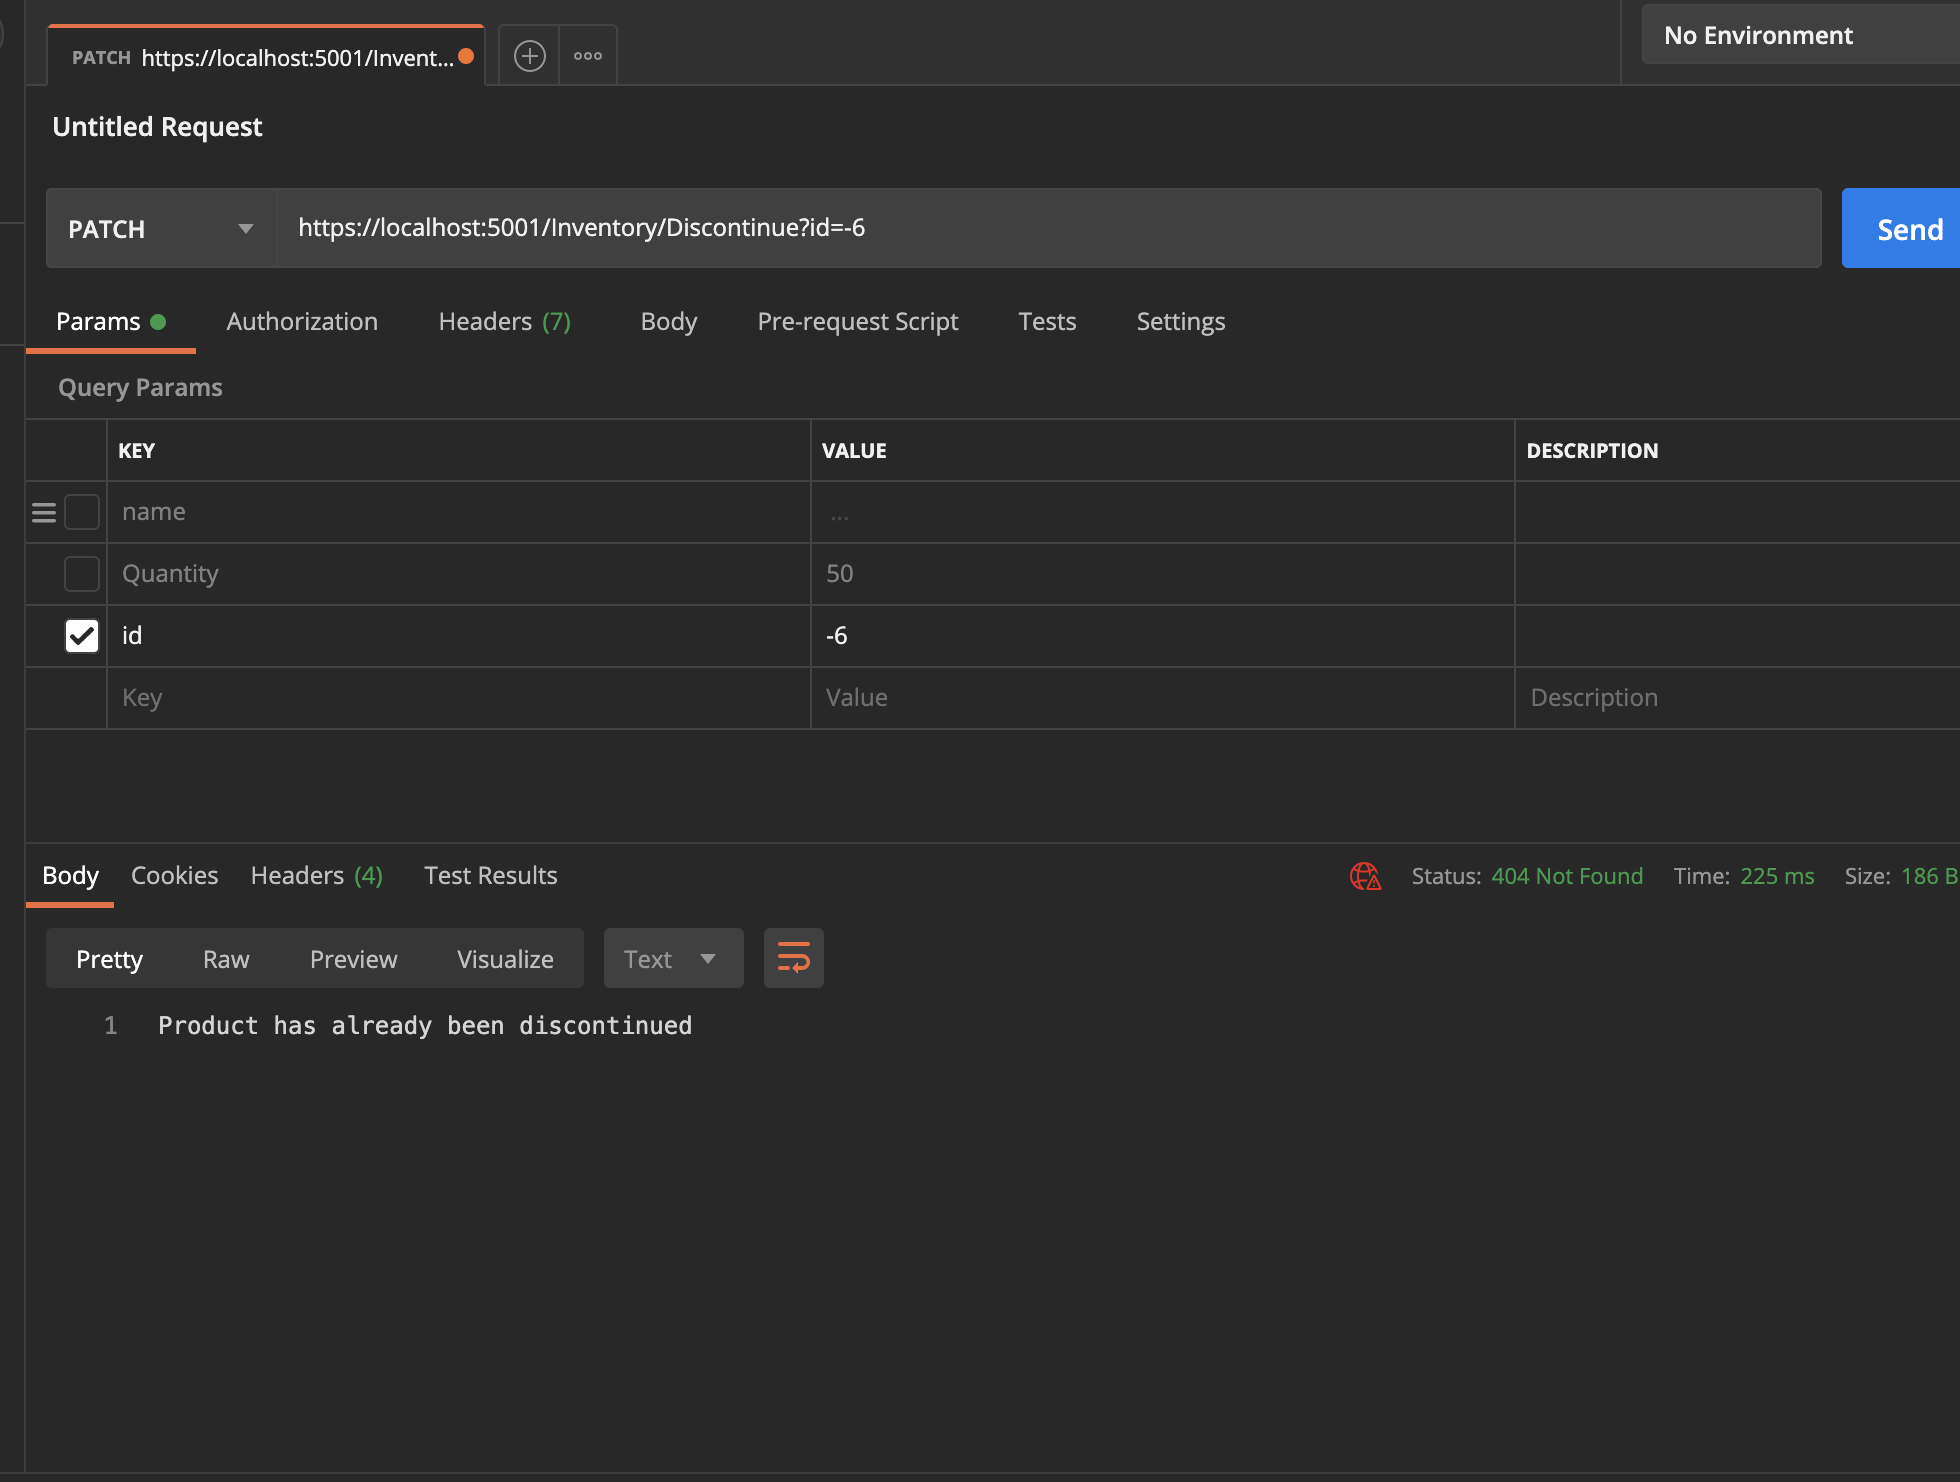 PATCH https://localhost:5001/Invent...
No Environment
Untitled Request
PATCH https://localhost:5001/Inventory/Discontinue?id=-6 Send
Params Authorization Headers (7) Body Pre-request Script Tests Settings
Query Params
KEY VALUE DESCRIPTION
name ...
Quantity 50
id -6
Key Value Description
Body Cookies Headers (4) Test Results Status: 404 Not Found Time: 225 ms Size: 186 B
Pretty Raw Preview Visualize Text
1 Product has already been discontinued